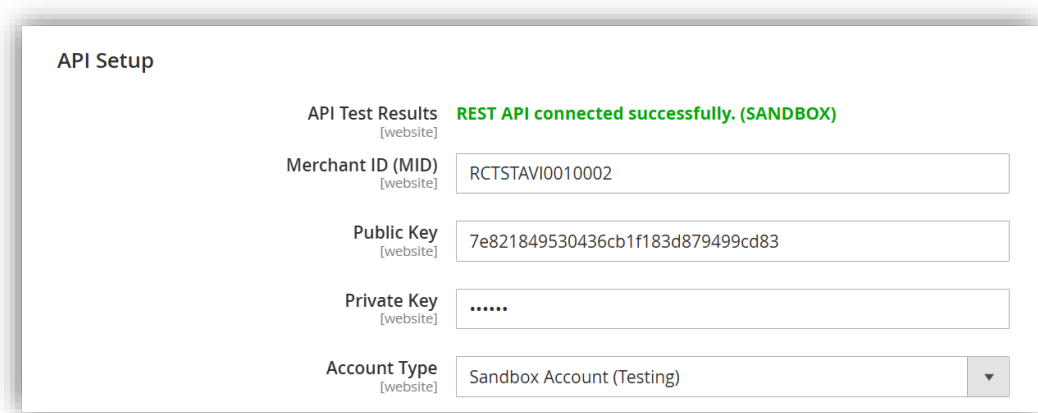 API Setup
API Test Results REST API connected successfully. (SANDBOX)
[website]
Merchant ID (MID) RCTSTAVI0010002
[website]
Public Key 7e821849530436cb1f183d879499cd83
[website]
Private Key ••••••
[website]
Account Type Sandbox Account (Testing)
[website]